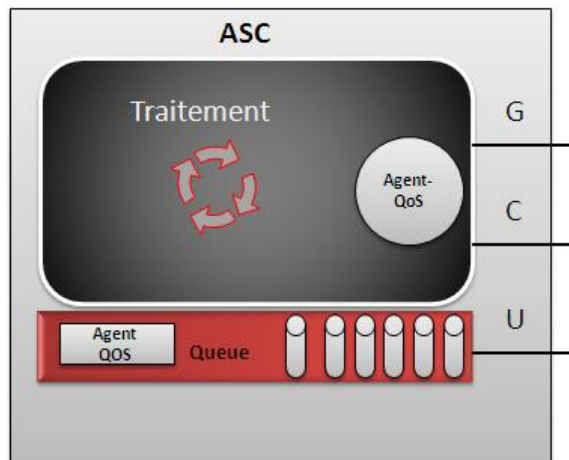 ASC
Traitement
G
Agent-
QoS
C
U
Agent
QOS
Queue